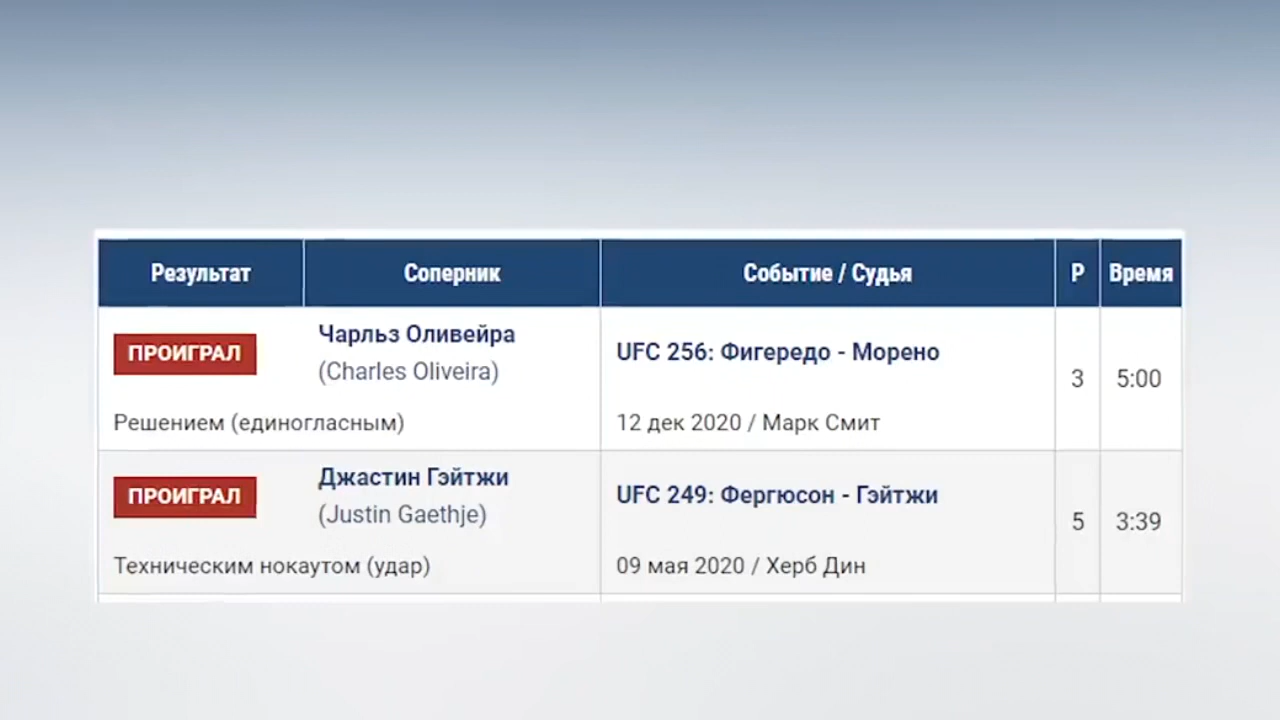 Результат Соперник Событие / Судья Р Время
ПРОИГРАЛ Чарльз Оливейра UFC 256: Фигередо - Морено 3 5:00
(Charles Oliveira)
Решением (единогласным) 12 дек 2020 / Марк Смит
ПРОИГРАЛ Джастин Гэйтжи UFC 249: Фергюсон - Гэйтжи 5 3:39
(Justin Gaethje)
Техническим нокаутом (удар) 09 мая 2020 / Херб Дин